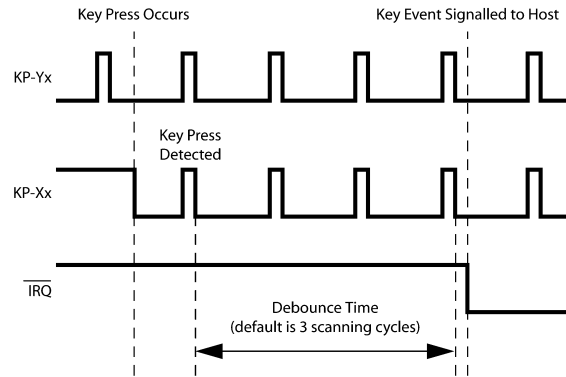 Key Press Occurs
Key Event Signalled to Host
KP-Yx
Key Press
Detected
KP-Xx
IRQ
Debounce Time
(default is 3 scanning cycles)